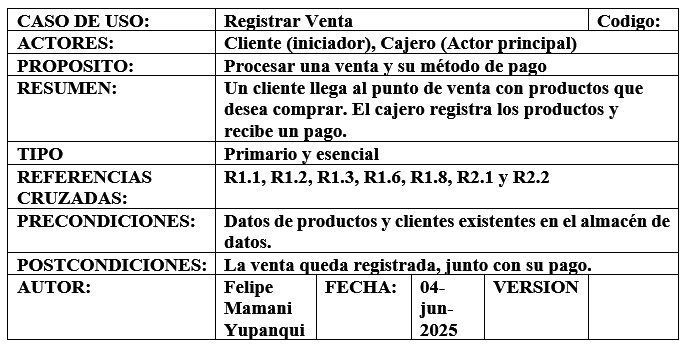 CASO DE USO: Registrar Venta Codigo:
ACTORES: Cliente (iniciador), Cajero (Actor principal)
PROPOSITO: Procesar una venta y su método de pago
RESUMEN: Un cliente llega al punto de venta con productos que
desea comprar. El cajero registra los productos y
recibe un pago.
TIPO Primario y esencial
REFERENCIAS R1.1, R1.2, R1.3, R1.6, R1.8, R2.1 y R2.2
CRUZADAS:
PRECONDICIONES: Datos de productos y clientes existentes en el almacén de
datos.
POSTCONDICIONES: La venta queda registrada, junto con su pago.
AUTOR: Felipe FECHA: 04- VERSION
Mamani jun-
Yupanqui 2025